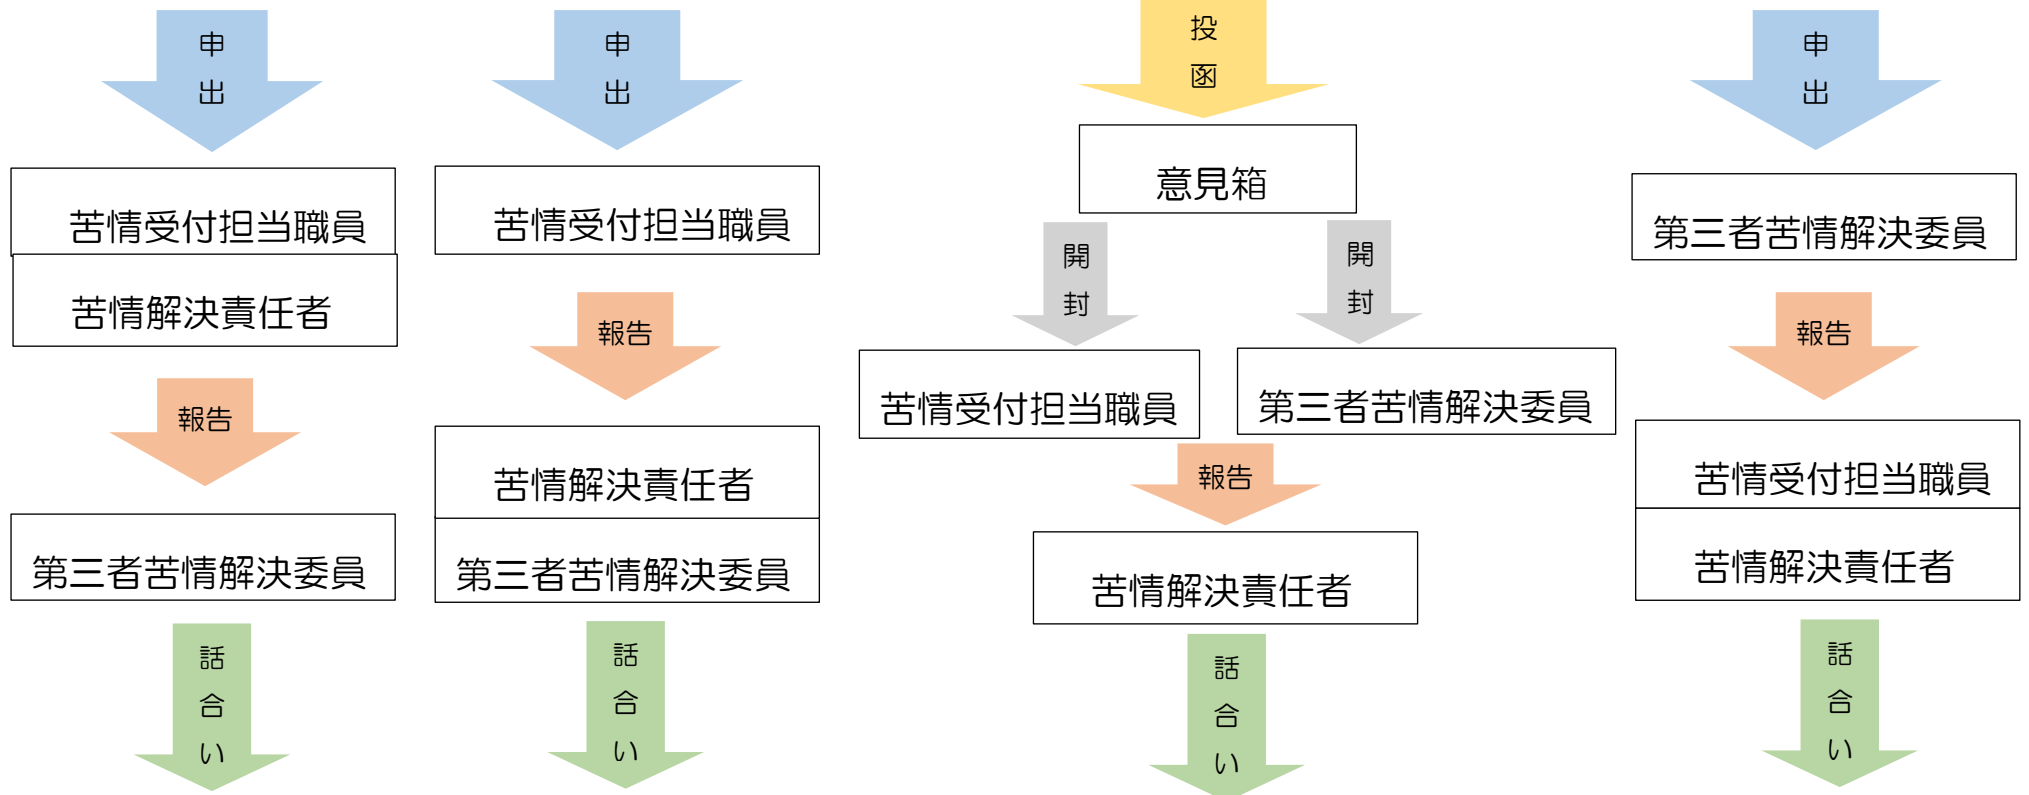 申出
苦情受付担当職員
苦情解決責任者
報告
第三者苦情解決委員
話合い
申出
苦情受付担当職員
報告
苦情解決責任者
第三者苦情解決委員
話合い
投函
意見箱
開封
開封
苦情受付担当職員
第三者苦情解決委員
報告
苦情解決責任者
話合い
申出
第三者苦情解決委員
報告
苦情受付担当職員
苦情解決責任者
話合い